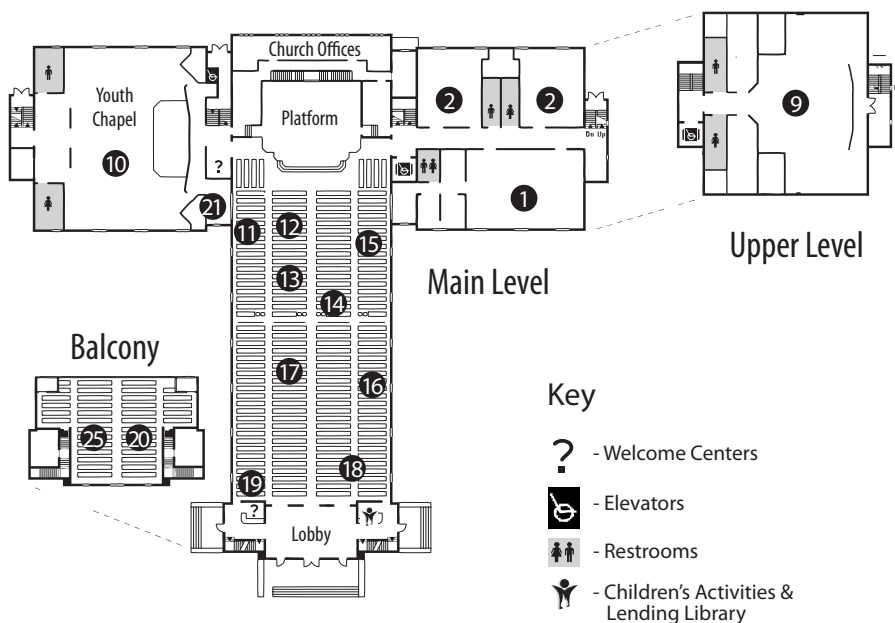 Church Offices
Youth
Chapel
10
Platform
2
2
Dn Up
9
?
21
1
11
12
15
13
14
Upper Level
Main Level
Balcony
17
16
25
20
18
19
?
Lobby
Key
? - Welcome Centers
- Elevators
- Restrooms
- Children's Activities &
Lending Library